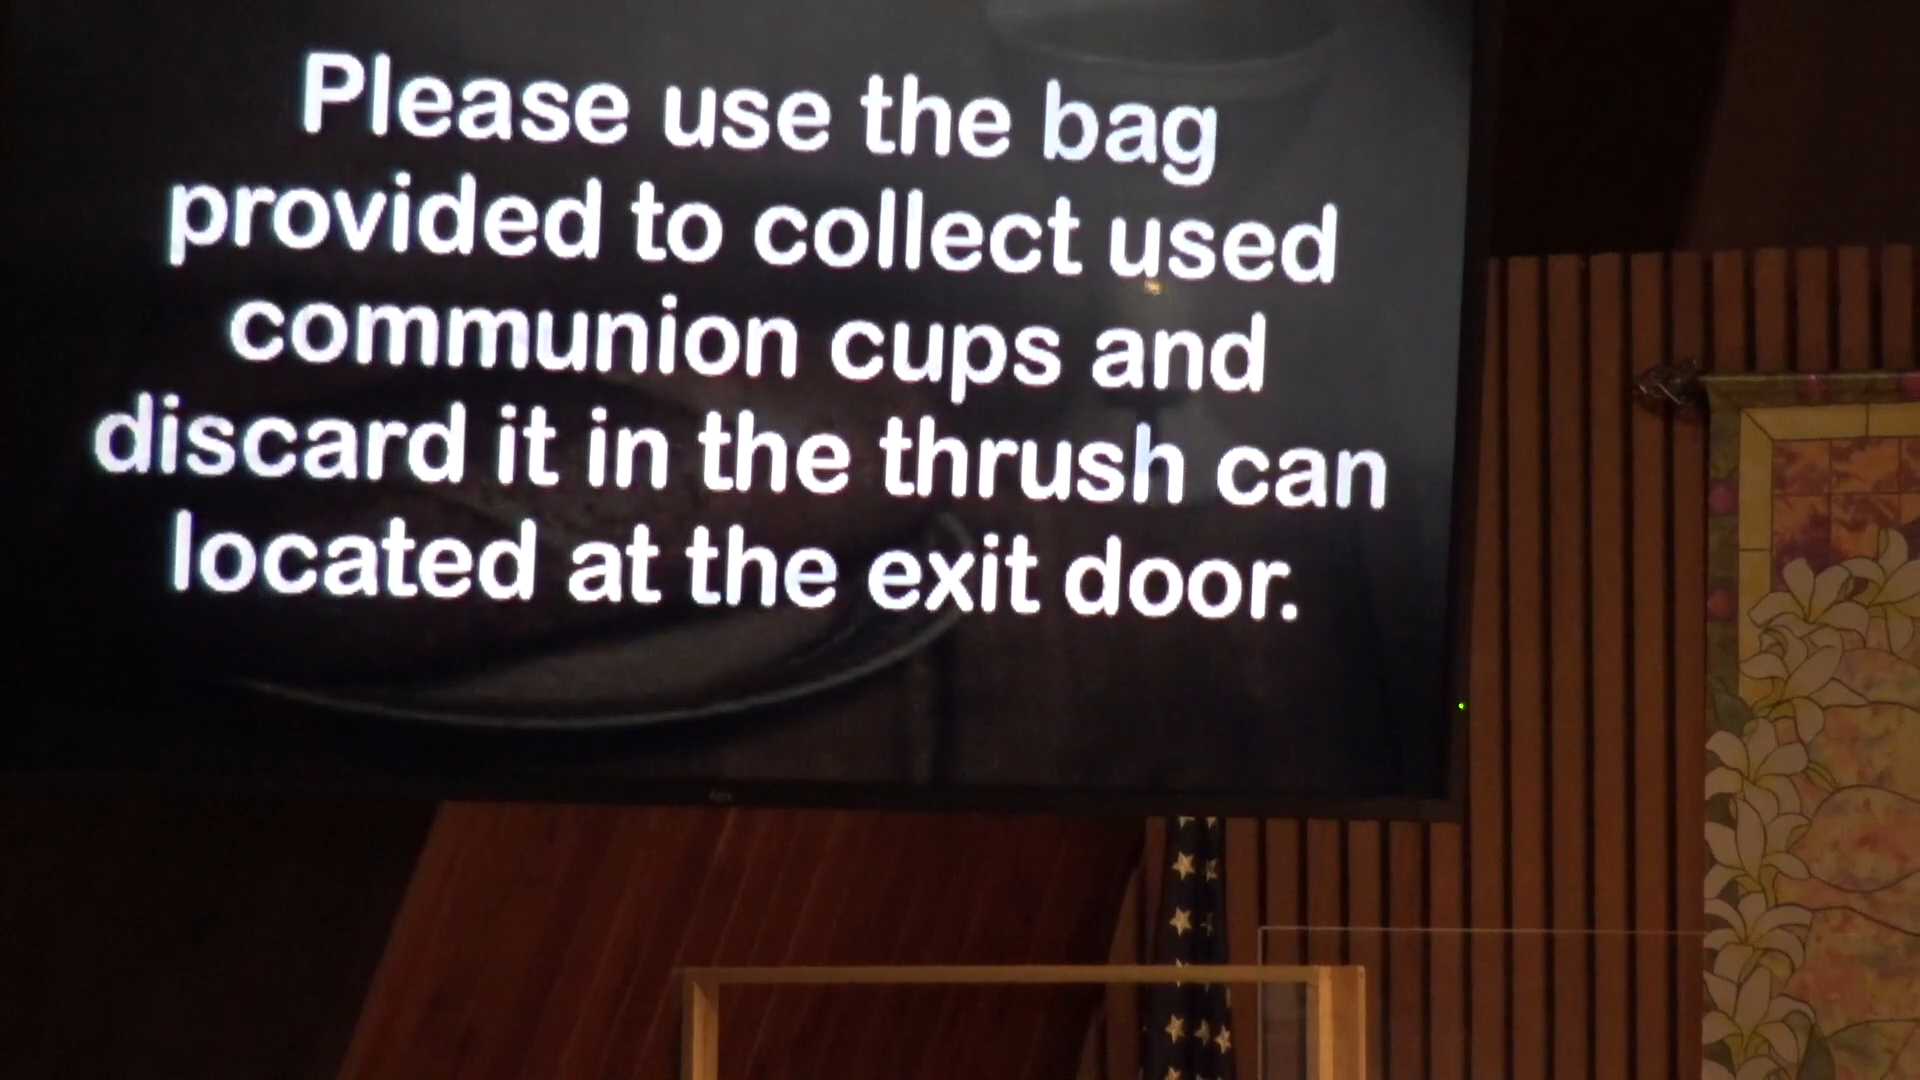 Please use the bag
provided to collect used
communion cups and
discard it in the thrush can
located at the exit door.